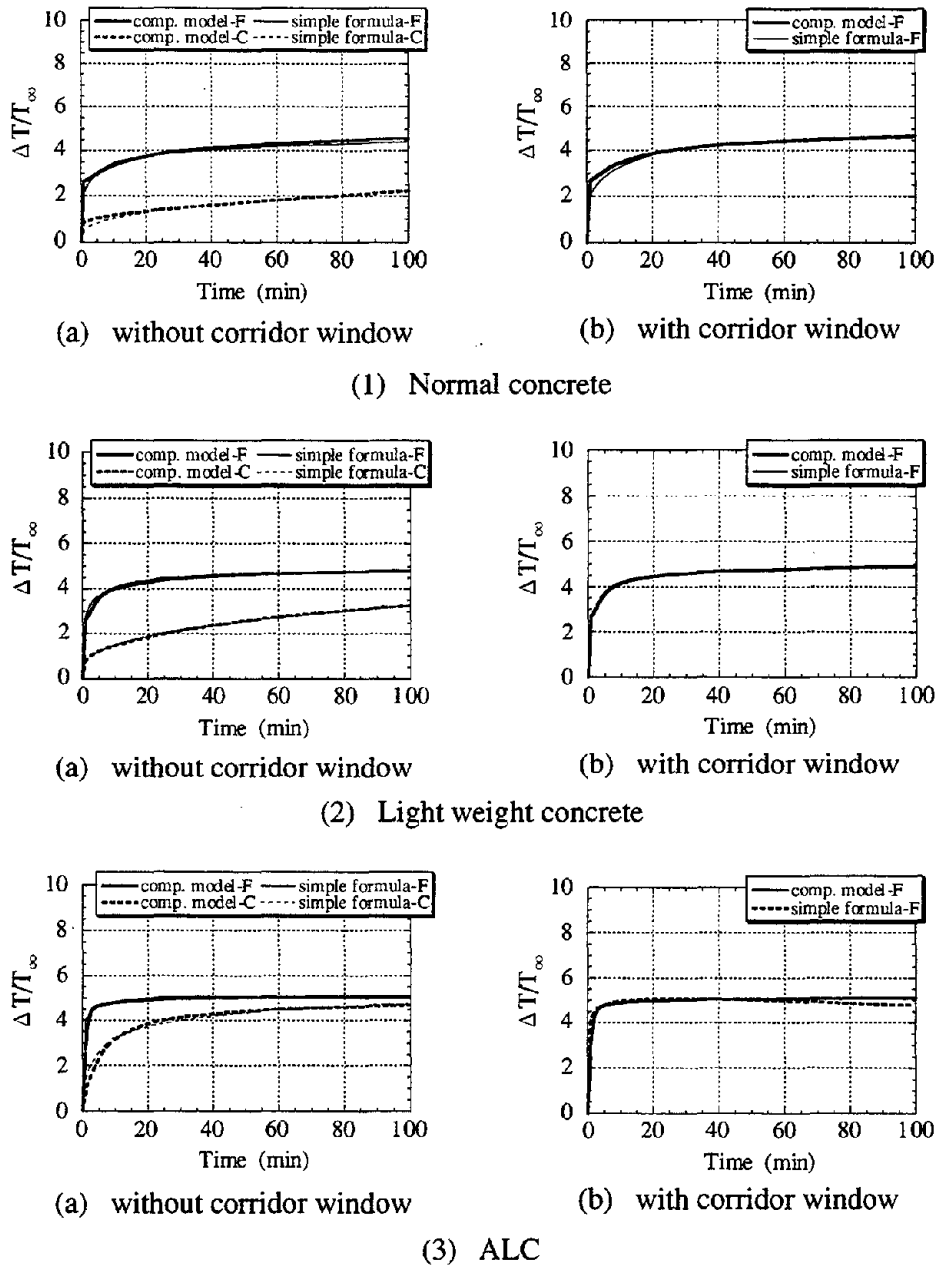 comp. model-F simple formula-F
comp. model-C simple formula-C
comp. model-F
simple formula-F
10
8
6
4
2
0
ΔT/T∞
0 20 40 60 80 100
Time (min)
10
8
6
4
2
0
ΔT/T∞
0 20 40 60 80 100
Time (min)
(a) without corridor window
(b) with corridor window
(1) Normal concrete
comp. model-F simple formula-F
comp. model-C simple formula-C
comp. model-F
simple formula-F
10
8
6
4
2
0
ΔT/T∞
0 20 40 60 80 100
Time (min)
10
8
6
4
2
0
ΔT/T∞
0 20 40 60 80 100
Time (min)
(a) without corridor window
(b) with corridor window
(2) Light weight concrete
comp. model-F simple formula-F
comp. model-C simple formula-C
comp. model-F
simple formula-F
10
8
6
4
2
0
ΔT/T∞
0 20 40 60 80 100
Time (min)
10
8
6
4
2
0
ΔT/T∞
0 20 40 60 80 100
Time (min)
(a) without corridor window
(b) with corridor window
(3) ALC